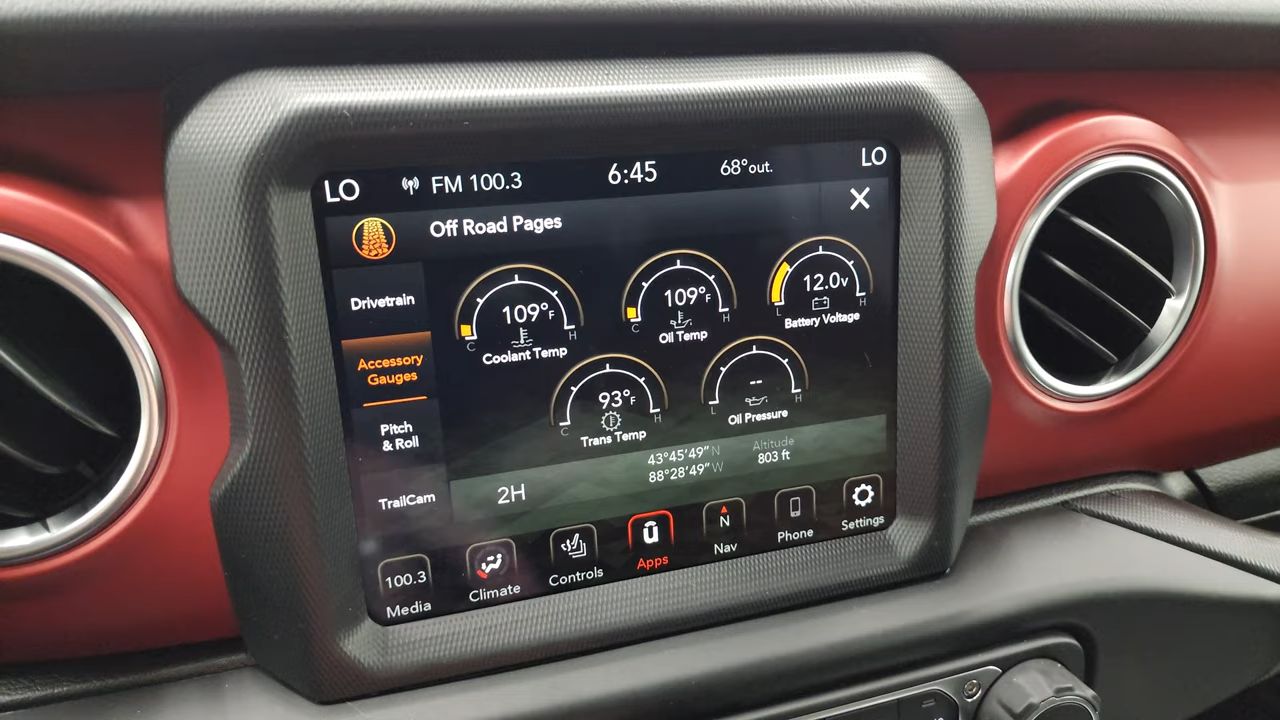 LO
FM 100.3
6:45
68°out.
LO
Off Road Pages
X
Drivetrain
Accessory
Gauges
Pitch
& Roll
TrailCam
109°F
C H
Coolant Temp
109°F
C H
Oil Temp
12.0v
L H
Battery Voltage
93°F
C H
Trans Temp
--
L H
Oil Pressure
2H
43°45'49" N
88°28'49" W
Altitude
803 ft
100.3
Media
Climate
Controls
Apps
N
Nav
Phone
Settings